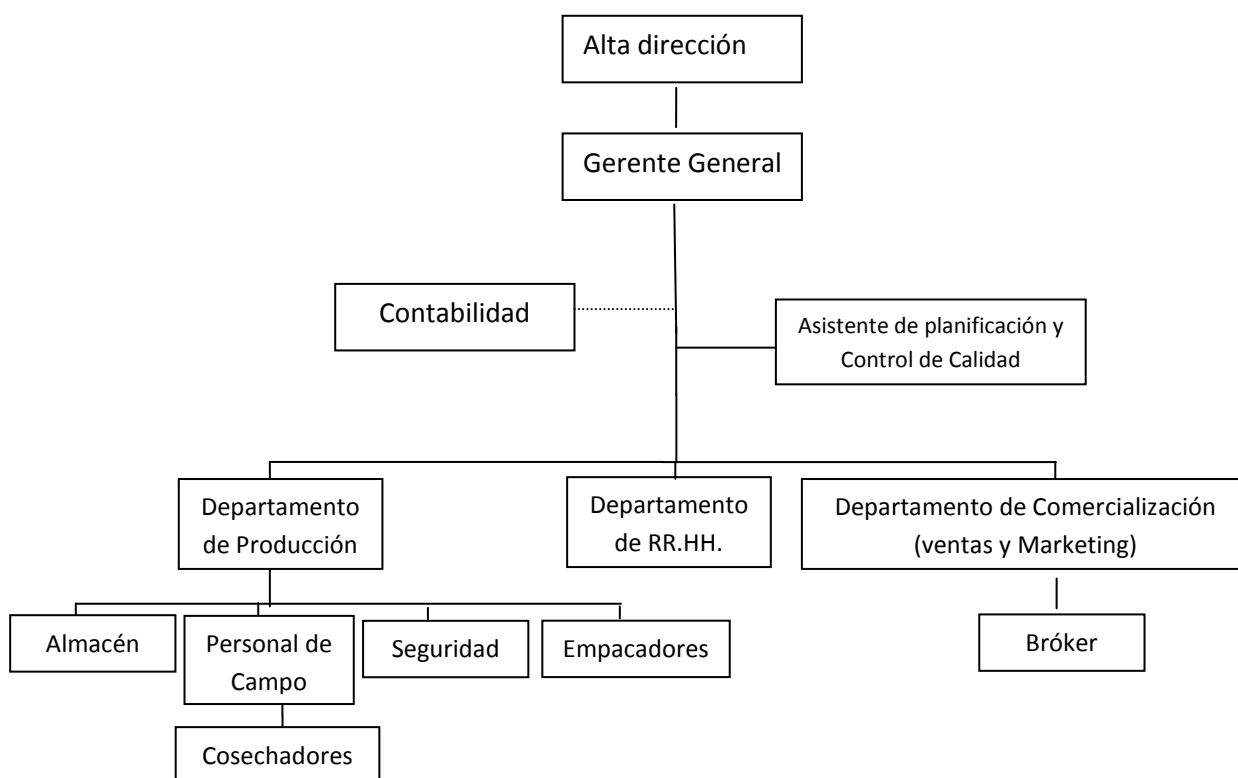 Alta dirección
Gerente General
Contabilidad
Asistente de planificación y
Control de Calidad
Departamento
de Producción
Departamento
de RR.HH.
Departamento de Comercialización
(ventas y Marketing)
Almacén
Personal de
Campo
Seguridad
Empacadores
Bróker
Cosechadores